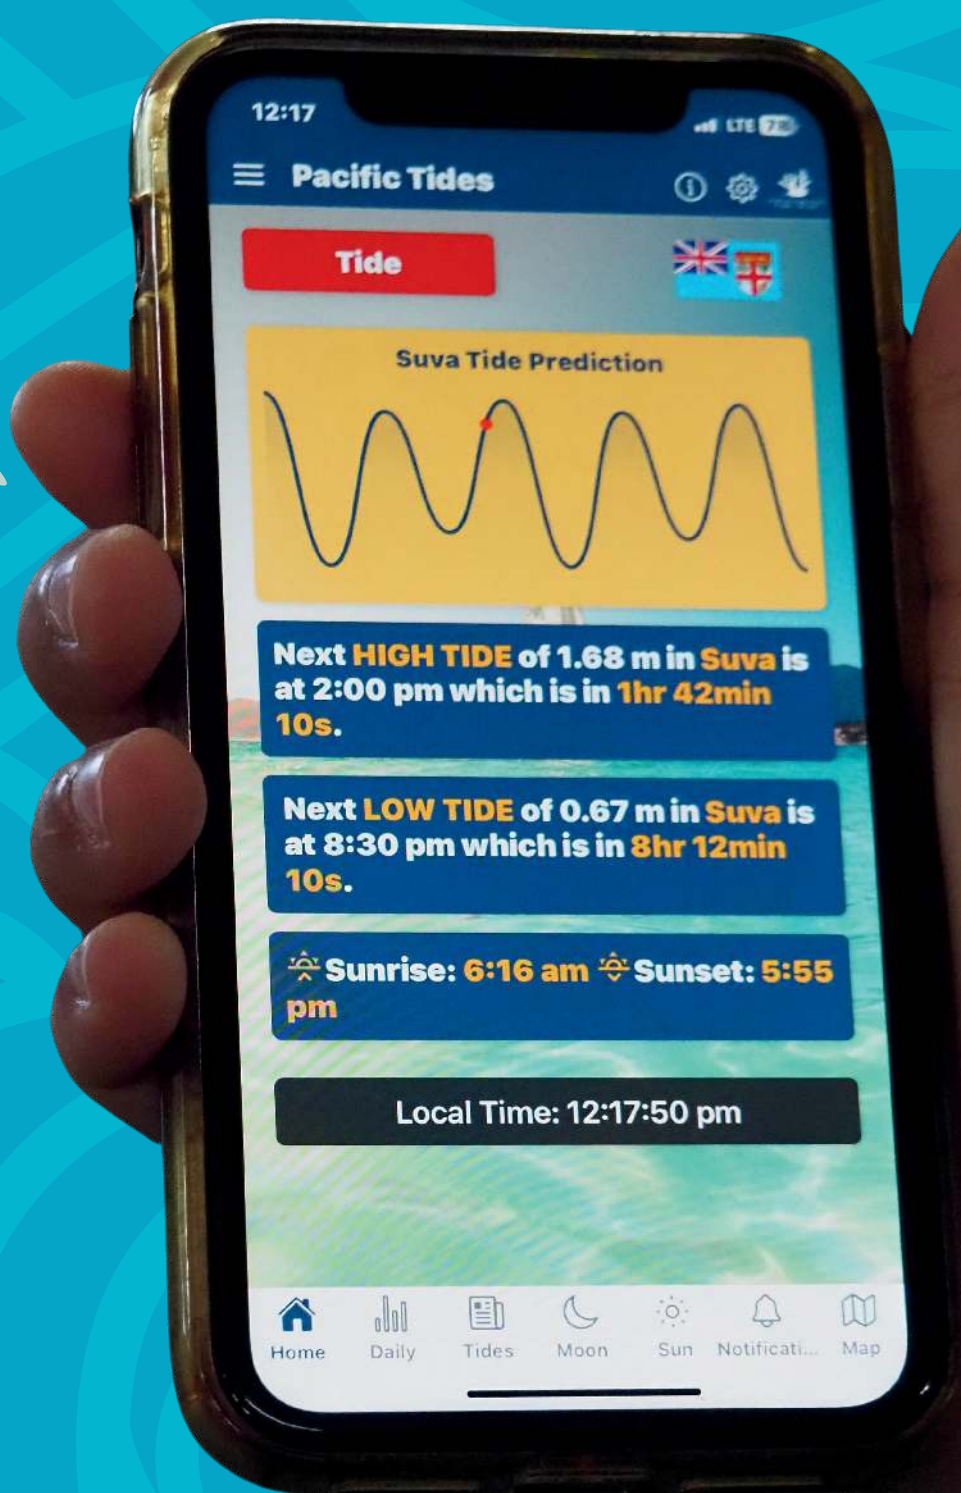 12:17
LTE
Pacific Tides
Tide
Suva Tide Prediction
Next HIGH TIDE of 1.68 m in Suva is
at 2:00 pm which is in 1hr 42min
10s.
Next LOW TIDE of 0.67 m in Suva is
at 8:30 pm which is in 8hr 12min
10s.
Sunrise: 6:16 am Sunset: 5:55
pm
Local Time: 12:17:50 pm
Home Daily Tides Moon Sun Notificati... Map